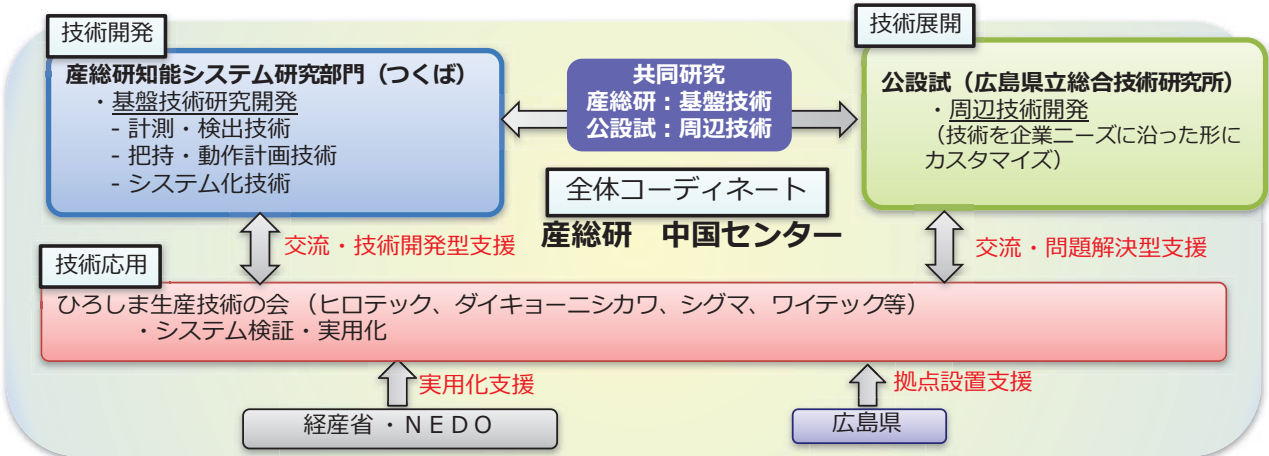 技術開発
産総研知能システム研究部門（つくば）
・基盤技術研究開発
- 計測・検出技術
- 把持・動作計画技術
- システム化技術
共同研究
産総研：基盤技術
公設試：周辺技術
技術展開
公設試（広島県立総合技術研究所）
・周辺技術開発
（技術を企業ニーズに沿った形に
カスタマイズ）
全体コーディネート
産総研　中国センター
交流・技術開発型支援
交流・問題解決型支援
技術応用
ひろしま生産技術の会 （ヒロテック、ダイキョーニシカワ、シグマ、ワイテック等）
・システム検証・実用化
実用化支援
拠点設置支援
経産省 ・ＮＥＤＯ
広島県